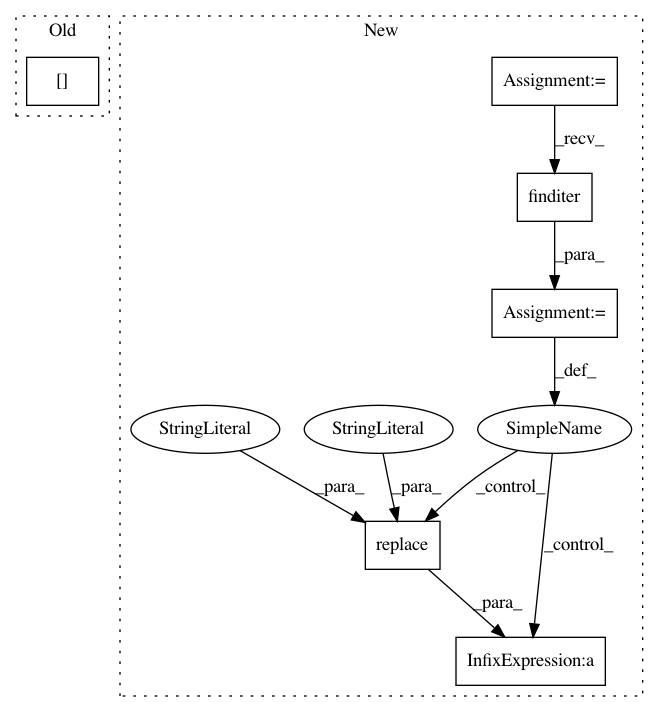 Old
New
[]
Assignment:=
_recv_
finditer
_para_
Assignment:=
_def_
StringLiteral
StringLiteral
SimpleName
_para_
_para_
_control_
replace
_control_
_para_
InfixExpression:a